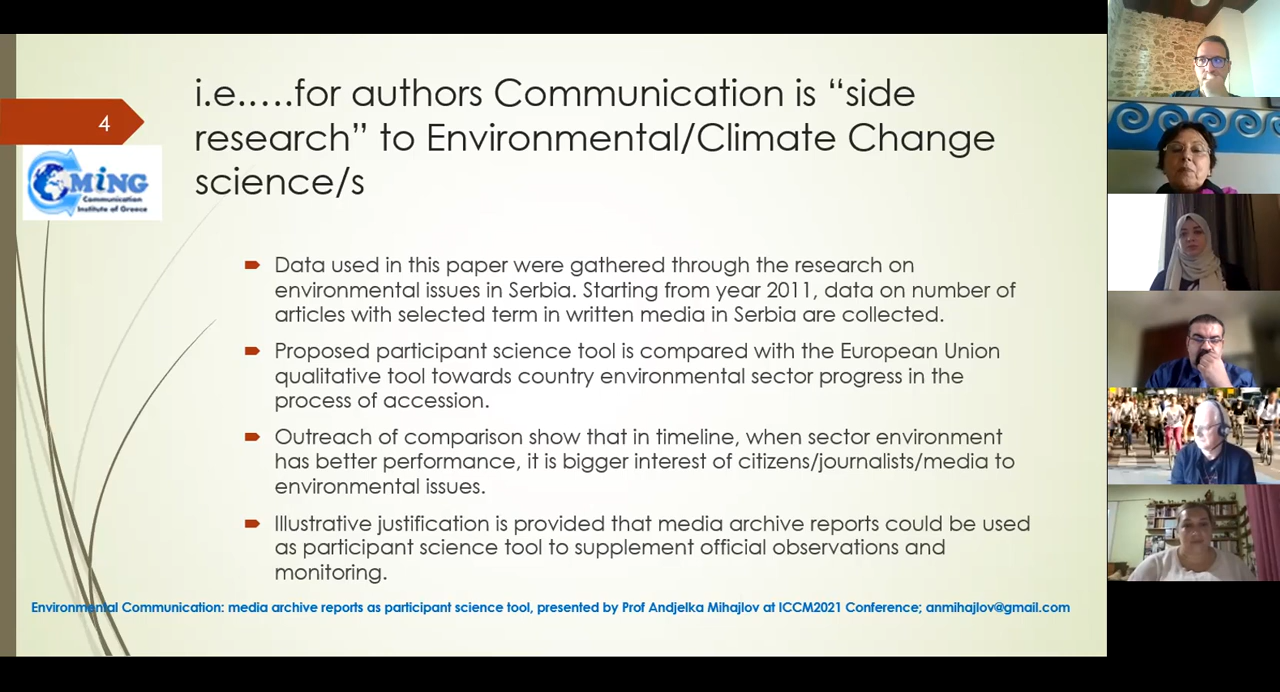 i.e.....for authors Communication is “side
research” to Environmental/Climate Change
science/s
4
CMiNG
Communication
Institute of Greece
Data used in this paper were gathered through the research on
environmental issues in Serbia. Starting from year 2011, data on number of
articles with selected term in written media in Serbia are collected.
Proposed participant science tool is compared with the European Union
qualitative tool towards country environmental sector progress in the
process of accession.
Outreach of comparison show that in timeline, when sector environment
has better performance, it is bigger interest of citizens/journalists/media to
environmental issues.
Illustrative justification is provided that media archive reports could be used
as participant science tool to supplement official observations and
monitoring.
Environmental Communication: media archive reports as participant science tool, presented by Prof Andjelka Mihajlov at ICCM2021 Conference; anmihajlov@gmail.com